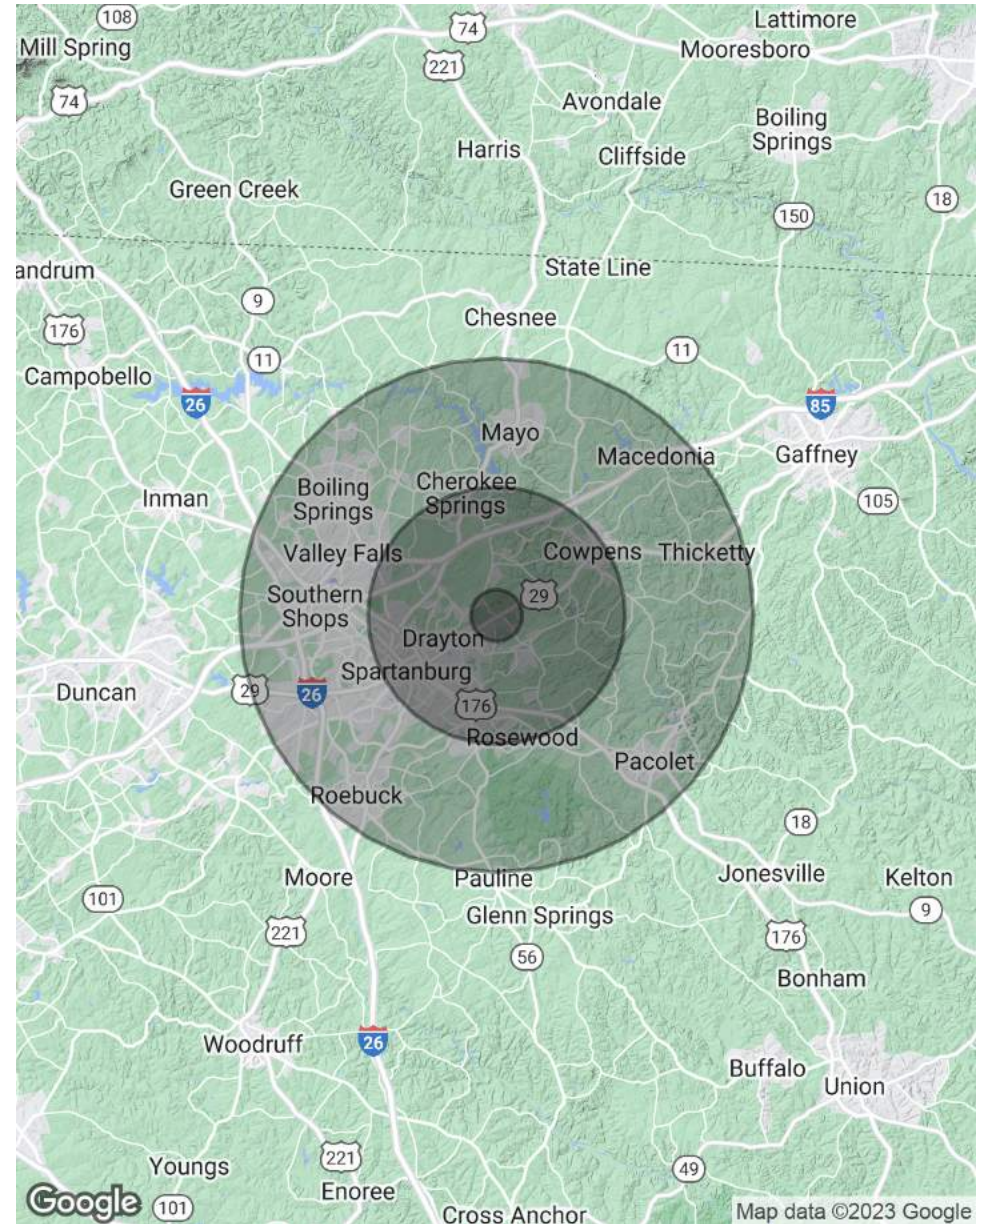 108
Lattimore
74
Mooresboro
Mill Spring
221
74
Avondale
Boiling
Springs
Harris
Cliffside
Green Creek
18
150
andrum
State Line
9
Chesnee
176
11
11
Campobello
26
85
Mayo
Macedonia
Gaffney
Cherokee
Springs
Boiling
Springs
Inman
105
Valley Falls
Cowpens
Thicketty
29
Southern
Shops
Drayton
Spartanburg
Duncan
29
26
176
Rosewood
Pacolet
Roebuck
18
Moore
Pauline
Jonesville
Kelton
101
9
Glenn Springs
221
176
56
Bonham
Woodruff
26
Buffalo
Union
221
Youngs
49
Enoree
Google
101
Cross Anchor
Map data ©2023 Google